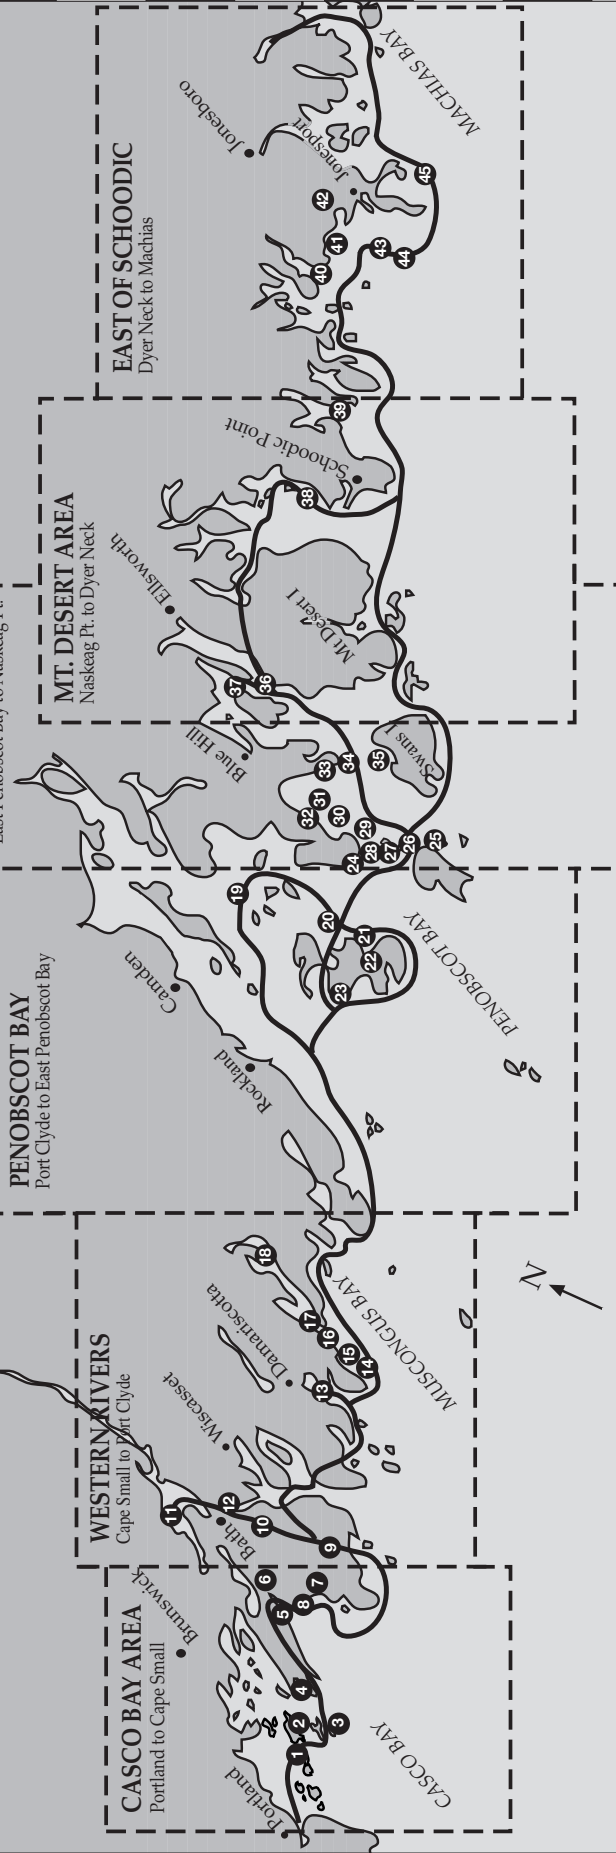 CASCO BAY AREA
Portland to Cape Small
Portland
Brunswick
CASCO BAY
1
2
3
4
5
6
7
8
WESTERN RIVERS
Cape Small to Port Clyde
Bath
Wiscasset
Damariscotta
MUSCONGUS BAY
9
10
11
12
13
14
15
16
17
18
N
PENOBSCOT BAY
Port Clyde to East Penobscot Bay
Rockland
Camden
PENOBSCOT BAY
19
20
21
22
23
East Penobscot Bay to Naskeag Pt.
Blue Hill
Swans I
24
25
26
27
28
29
30
31
32
33
34
35
MT. DESERT AREA
Naskeag Pt. to Dyer Neck
Ellsworth
Mt Desert I
Schoodic Point
36
37
38
39
EAST OF SCHOODIC
Dyer Neck to Machias
Jonesboro
Jonesport
MACHIAS BAY
40
41
42
43
44
45